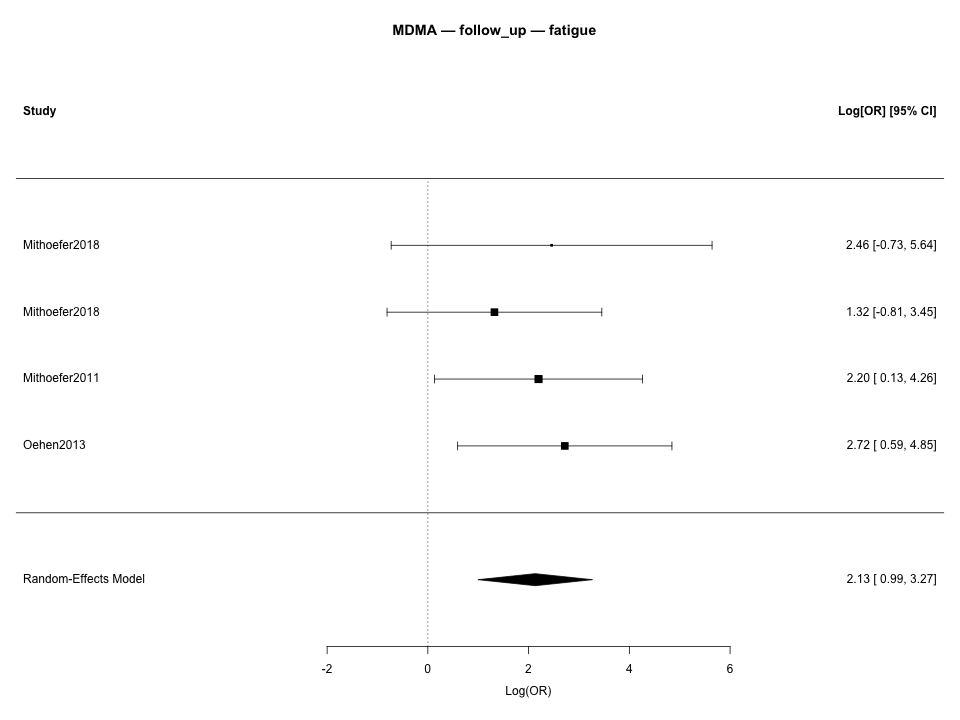 MDMA — follow_up — fatigue
Study Log[OR] [95% CI]
Mithoefer2018 2.46 [-0.73, 5.64]
Mithoefer2018 1.32 [-0.81, 3.45]
Mithoefer2011 2.20 [ 0.13, 4.26]
Oehen2013 2.72 [ 0.59, 4.85]
Random-Effects Model 2.13 [ 0.99, 3.27]
-2 0 2 4 6
Log(OR)